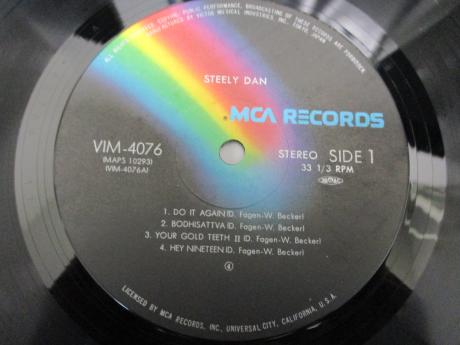 ALL RIGHTS RESERVED. COPYING, PUBLIC PERFORMANCE, BROADCASTING OF THESE RECORDS ARE FORBIDDEN.
MANUFACTURED BY VICTOR MUSICAL INDUSTRIES, INC. TOKYO, JAPAN
STEELY DAN
MCA RECORDS
VIM-4076
(MAPS 10293)
(VIM-4076A)
STEREO SIDE 1
33 1/3 RPM
1. DO IT AGAIN(D. Fagen-W. Becker)
2. BODHISATTVA (D. Fagen-W. Becker)
3. YOUR GOLD TEETH II (D. Fagen-W. Becker)
4. HEY NINETEEN(D. Fagen-W. Becker)
④
LICENSED BY MCA RECORDS, INC., UNIVERSAL CITY, CALIFORNIA, U.S.A.